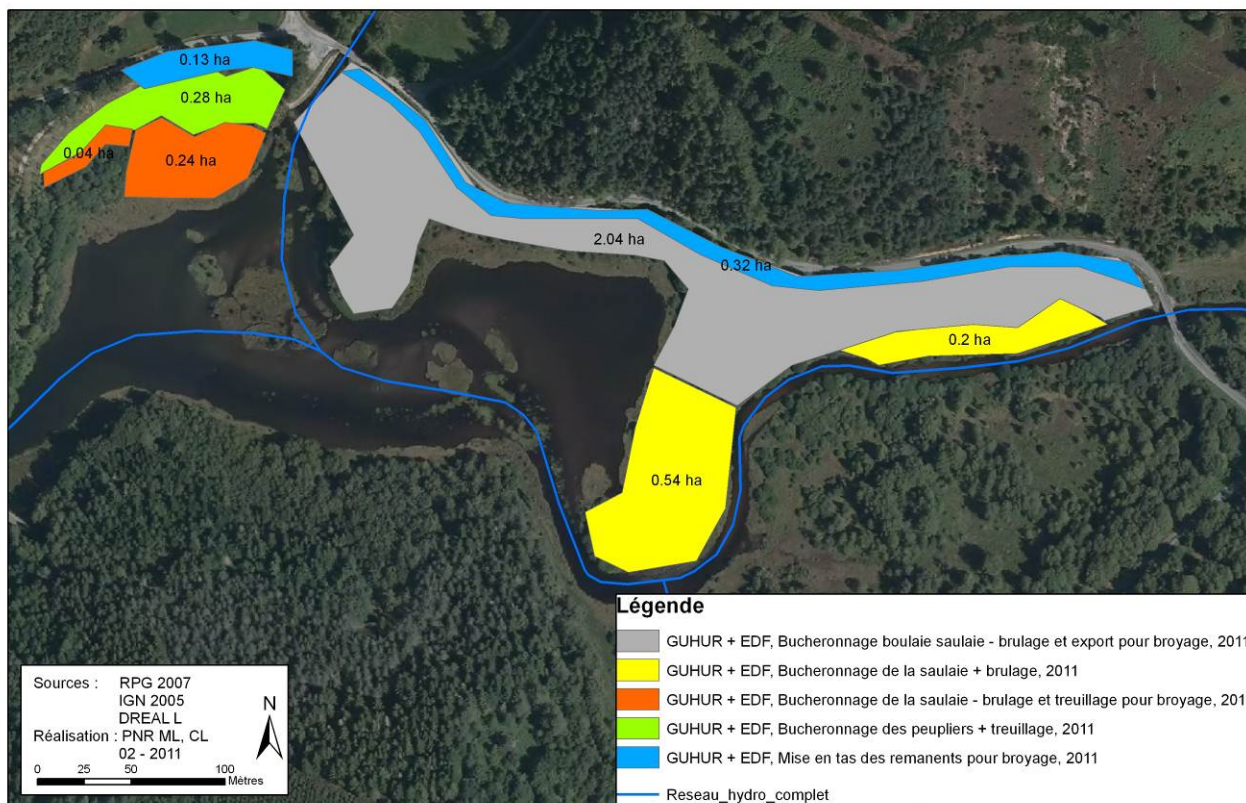 0.13 ha
0.28 ha
0.04 ha
0.24 ha
2.04 ha
0.32 ha
0.2 ha
0.54 ha
Légende
GUHUR + EDF, Bucheronnage boulaie saulaie - brulage et export pour broyage, 2011
GUHUR + EDF, Bucheronnage de la saulaie + brulage, 2011
GUHUR + EDF, Bucheronnage de la saulaie - brulage et treuillage pour broyage, 201
GUHUR + EDF, Bucheronnage des peupliers + treuillage, 2011
GUHUR + EDF, Mise en tas des remanents pour broyage, 2011
Reseau_hydro_complet
Sources : RPG 2007
IGN 2005
DREAL L
Réalisation : PNR ML, CL
02 - 2011
N
0 25 50 100
Mètres